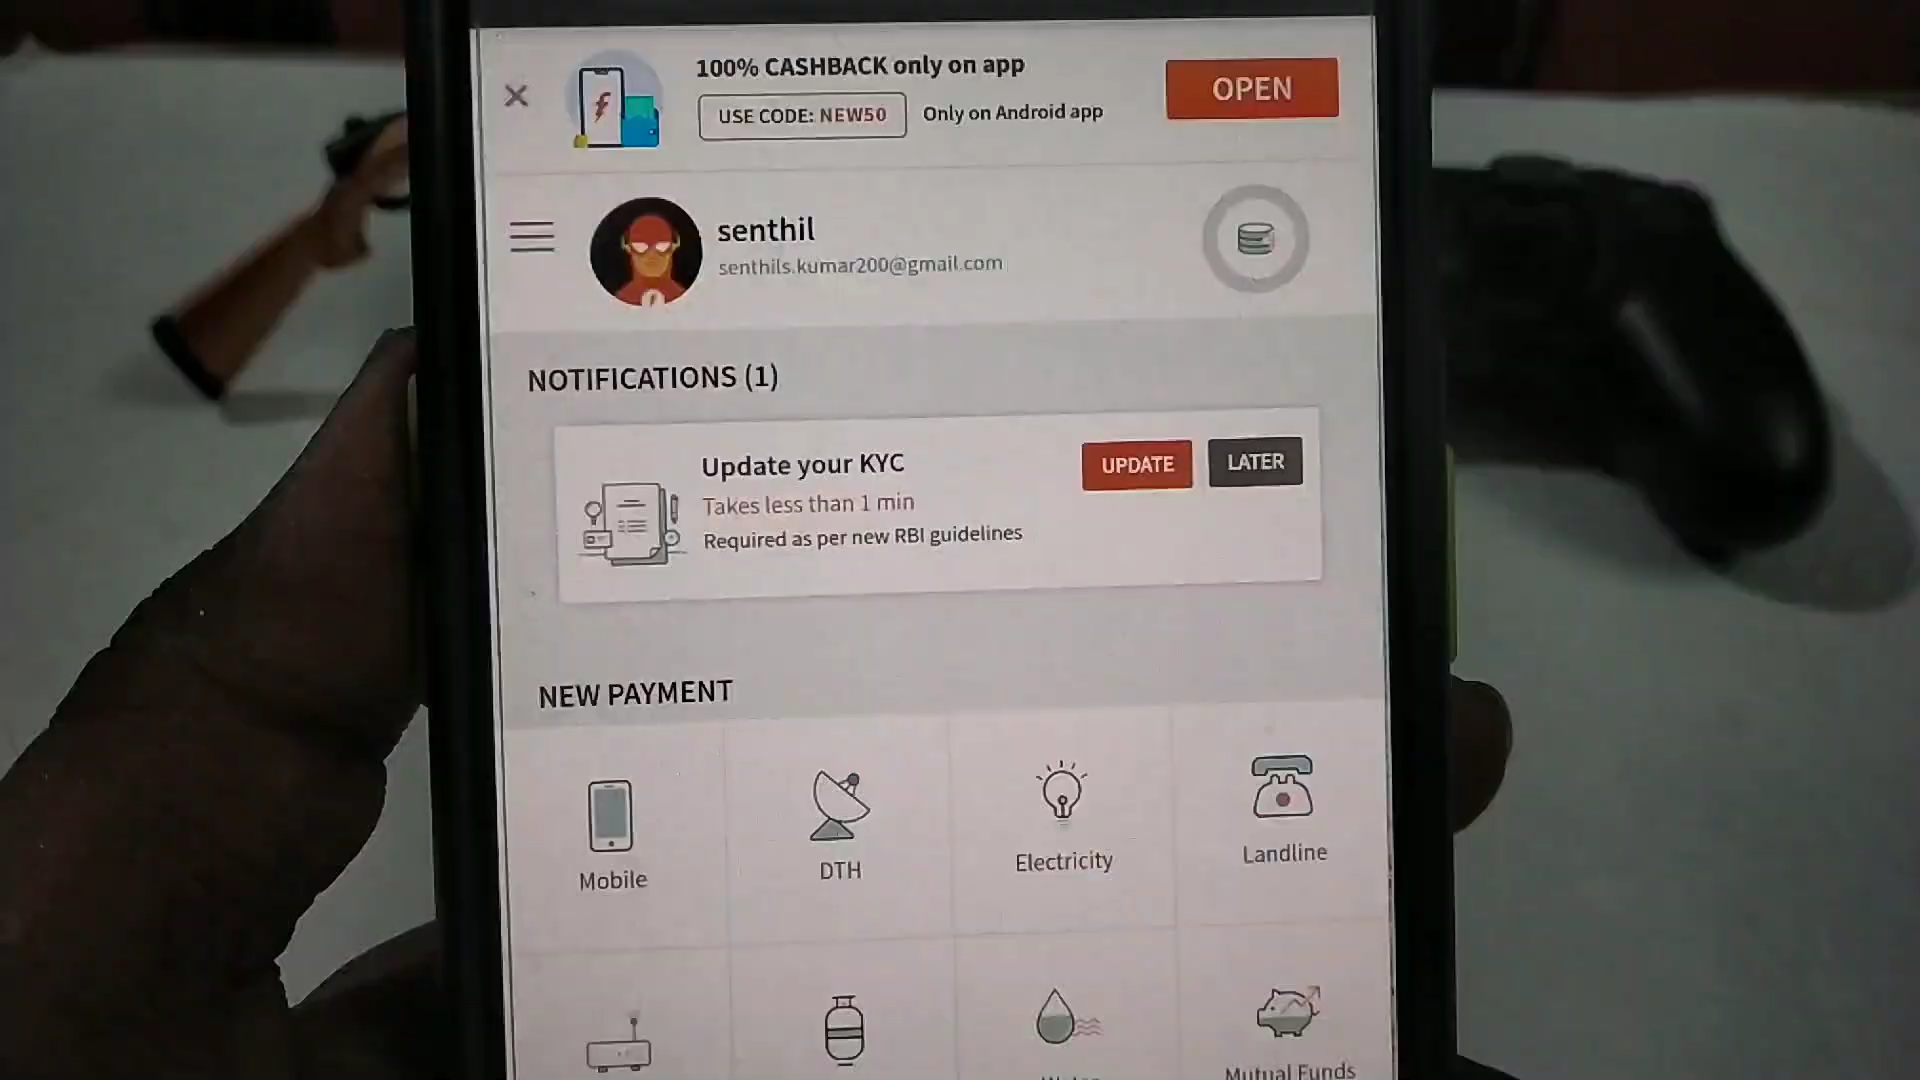 100% CASHBACK only on app
USE CODE: NEW50
Only on Android app
OPEN
senthil
senthils.kumar200@gmail.com
NOTIFICATIONS (1)
Update your KYC
Takes less than 1 min
Required as per new RBI guidelines
UPDATE
LATER
NEW PAYMENT
Mobile
DTH
Electricity
Landline
Mutual Funds